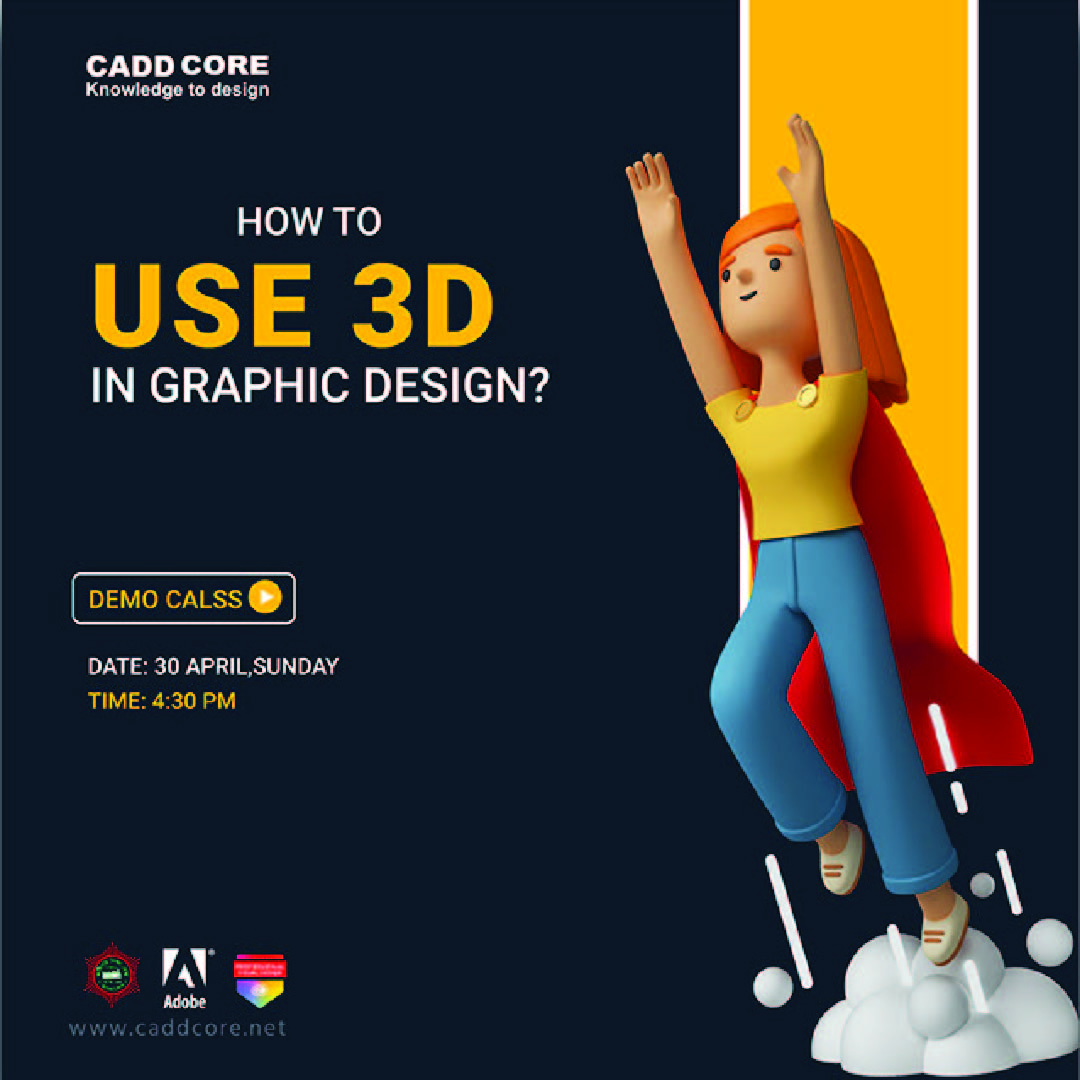 CADD CORE
Knowledge to design
HOW TO
USE 3D
IN GRAPHIC DESIGN?
DEMO CALSS
DATE: 30 APRIL,SUNDAY
TIME: 4:30 PM
Adobe
www.caddcore.net